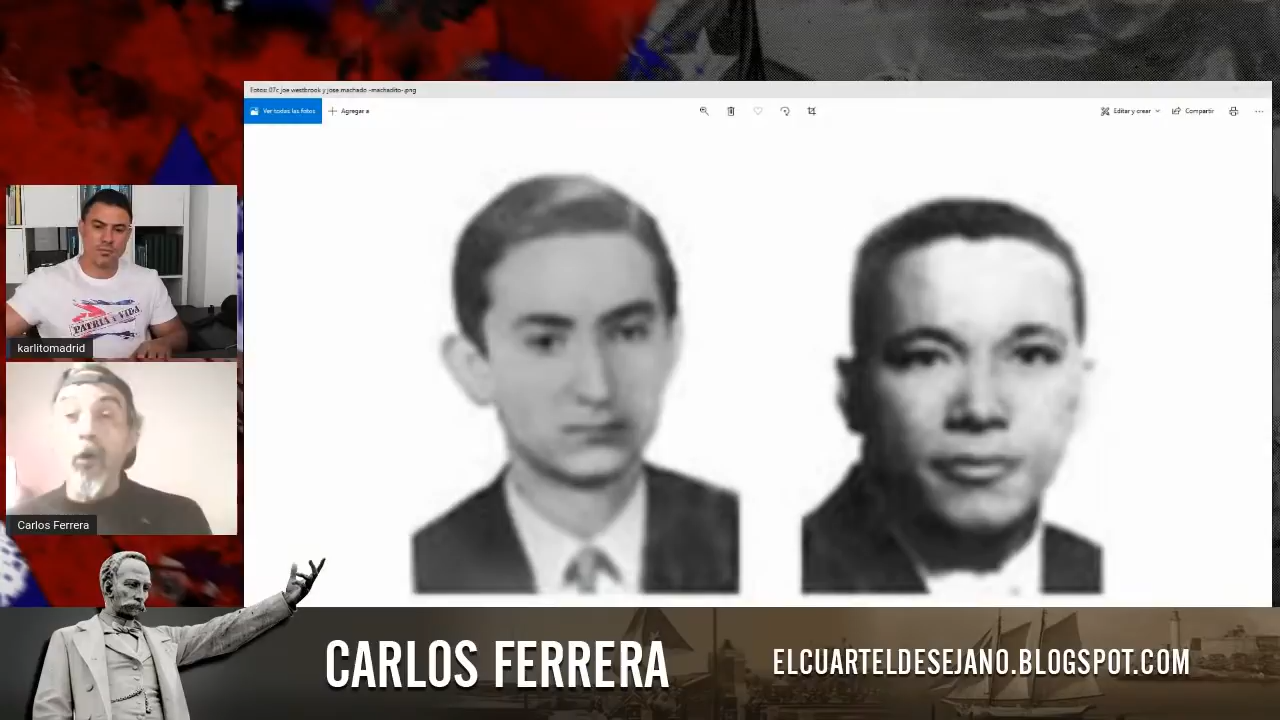 Fotos: 07c joe westbrook y jose machado -machadito-.png
Ver todas las fotos
Agregar a
Editar y crear
Compartir
PATRIA Y VIDA
karlitomadrid
Carlos Ferrera
CARLOS FERRERA
ELCUARTELDESEJANO.BLOGSPOT.COM